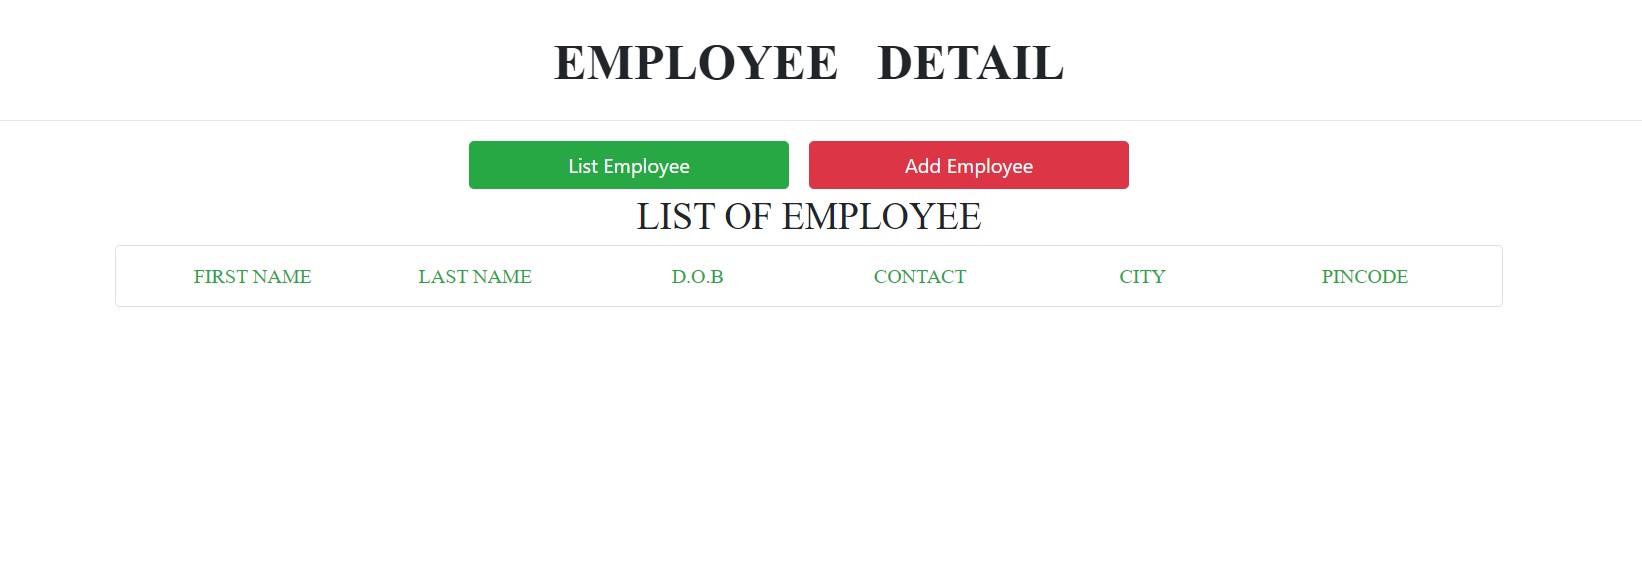 EMPLOYEE DETAIL
List Employee Add Employee
LIST OF EMPLOYEE
FIRST NAME LAST NAME D.O.B CONTACT CITY PINCODE